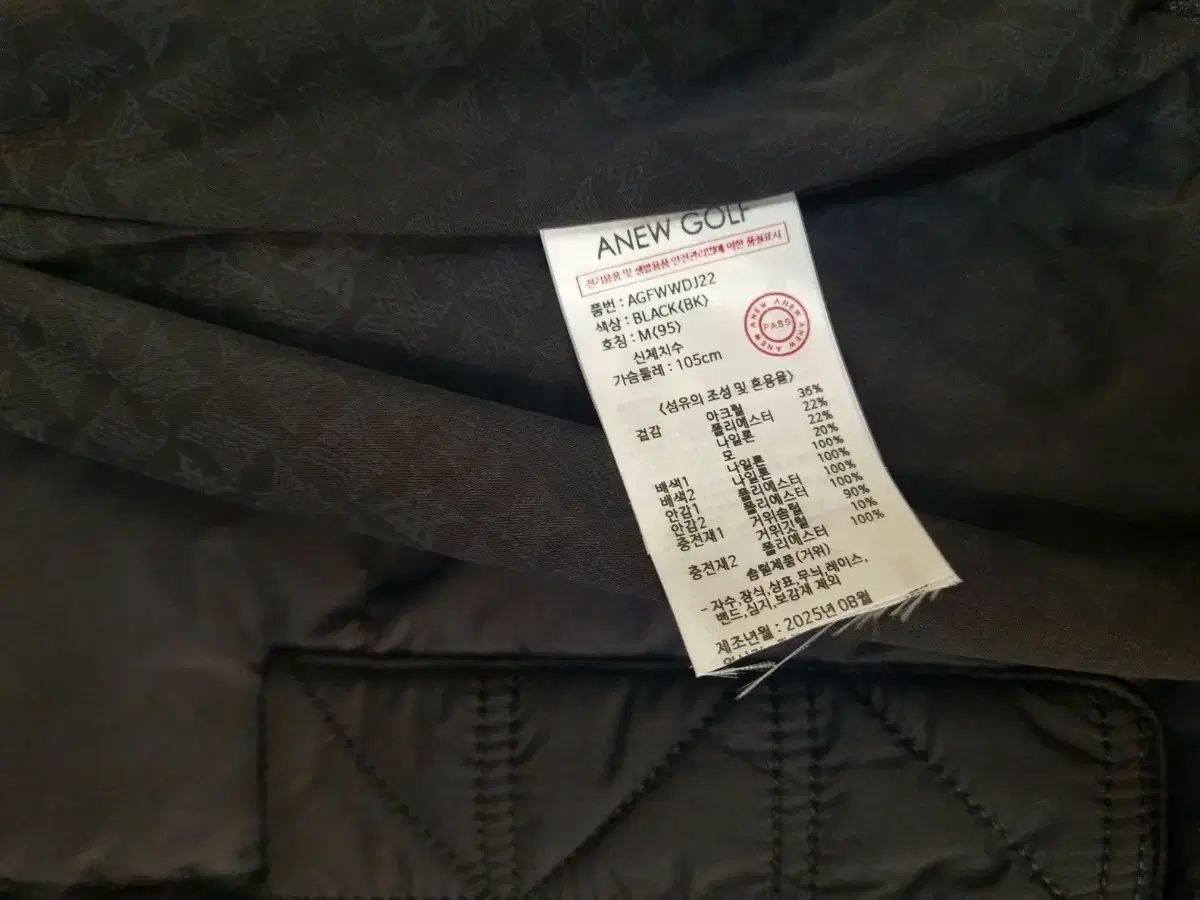 ANEW GOLF
전기용품 및 생활용품 안전관리법에 의한 품질표시
품번 : AGFWWDJ22
색상 : BLACK(BK)
호칭 : M(95)
신체치수
가슴둘레 : 105cm
ANEW ANEW ANEW ANEW
PASS
<섬유의 조성 및 혼용율>
겉감 아크릴 36%
폴리에스터 22%
나일론 22%
모 20%
배색1 나일론 100%
배색2 나일론 100%
안감1 폴리에스터 100%
안감2 폴리에스터 100%
충전재1 거위솜털 90%
거위깃털 10%
충전재2 폴리에스터 100%
솜털제품(거위)
- 자수,장식,상표,무늬 레이스,
밴드,심지,보강재 제외
제조년월 : 2025년 08월